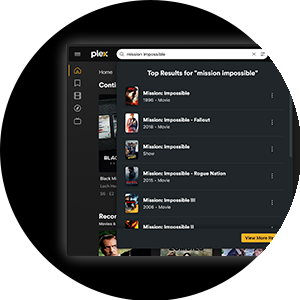 plex
mission impossible
Home
Top Results for "mission impossible"
Conti
Mission: Impossible
1996 • Movie
Mission: Impossible - Fallout
2018 • Movie
Mission: Impossible
Show
Mission: Impossible - Rogue Nation
2015 • Movie
Mission: Impossible III
2006 • Movie
Mission: Impossible II
BLACK
Black M
Recor
Movies &
View More Re